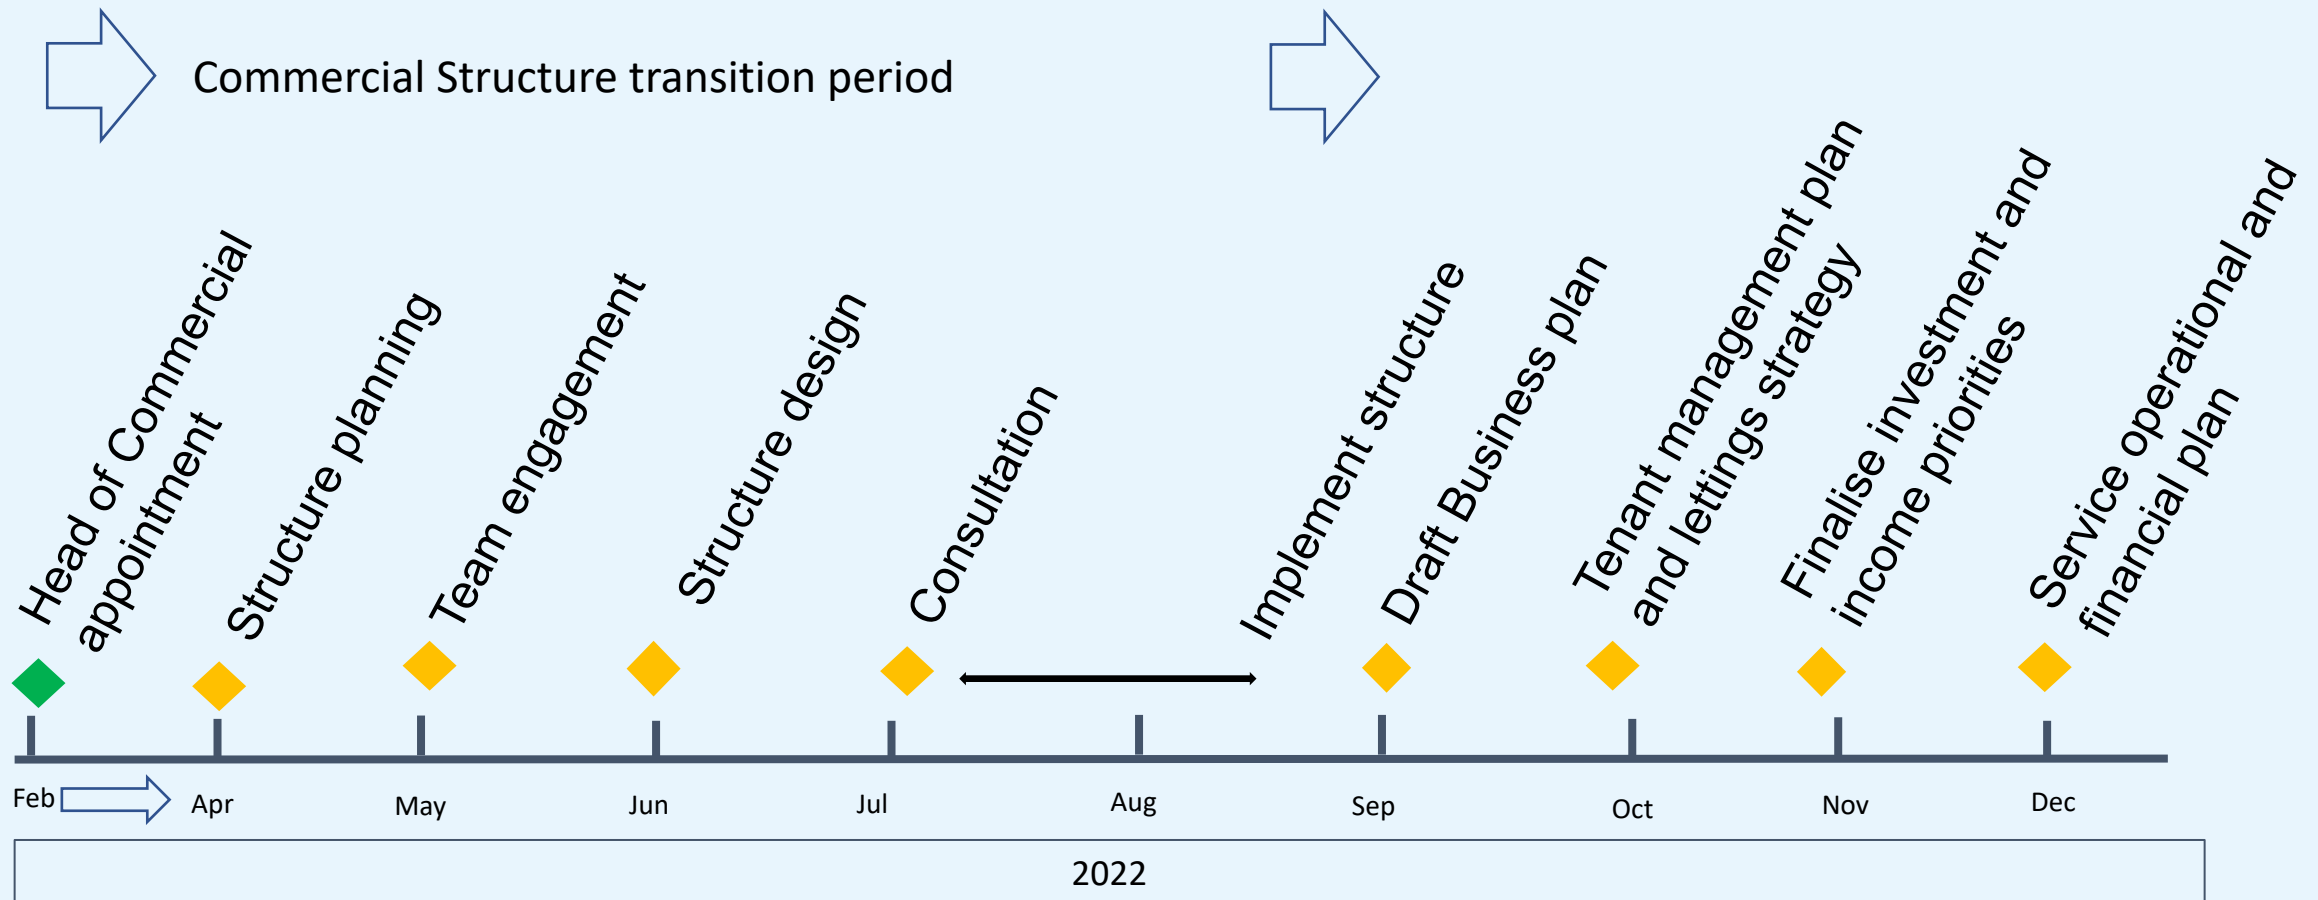 Commercial Structure transition period
Head of Commercial
appointment
Structure planning
Team engagement
Structure design
Consultation
Implement structure
Draft Business plan
Tenant management plan
and lettings strategy
Finalise investment and
income priorities
Service operational and
financial plan
Feb
Apr
May
Jun
Jul
Aug
Sep
Oct
Nov
Dec
2022